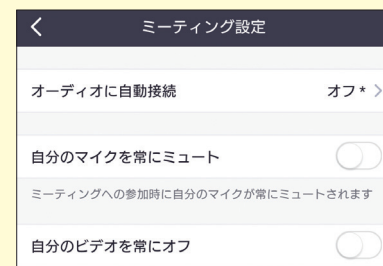 ミーティング設定
オーディオに自動接続 オフ*
自分のマイクを常にミュート
ミーティングへの参加時に自分のマイクが常にミュートされます
自分のビデオを常にオフ